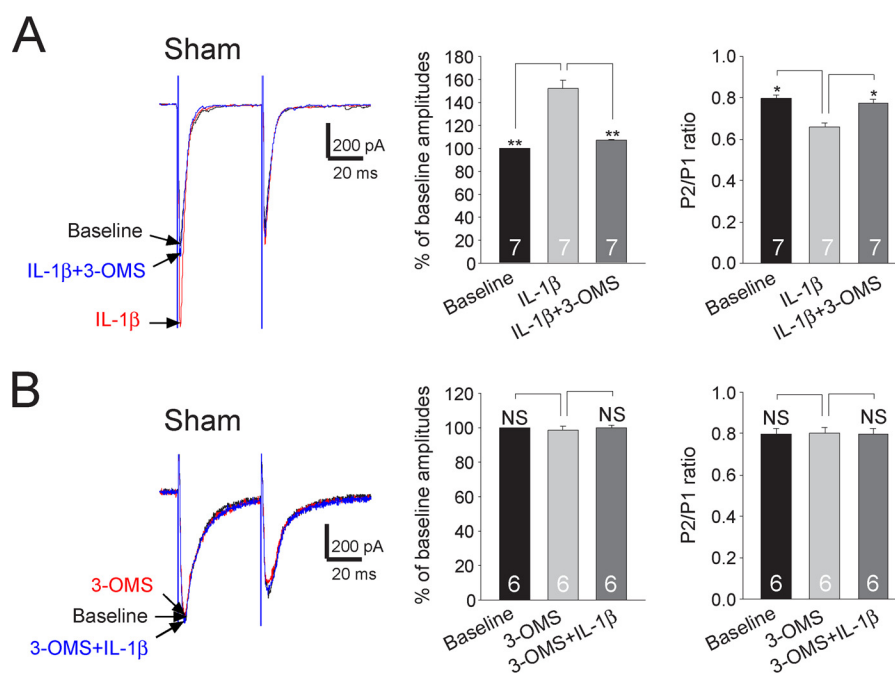 A
Sham
200 pA
20 ms
Baseline
IL-1β+3-OMS
IL-1β
% of baseline amplitudes
180
160
140
120
100
80
60
40
20
0
**
**
7
7
7
Baseline
IL-1β
IL-1β+3-OMS
P2/P1 ratio
1.0
0.8
0.6
0.4
0.2
0.0
*
*
7
7
7
Baseline
IL-1β
IL-1β+3-OMS
B
Sham
200 pA
20 ms
3-OMS
Baseline
3-OMS+IL-1β
% of baseline amplitudes
120
100
80
60
40
20
0
NS
NS
6
6
6
Baseline
3-OMS
3-OMS+IL-1β
P2/P1 ratio
1.0
0.8
0.6
0.4
0.2
0.0
NS
NS
6
6
6
Baseline
3-OMS
3-OMS+IL-1β